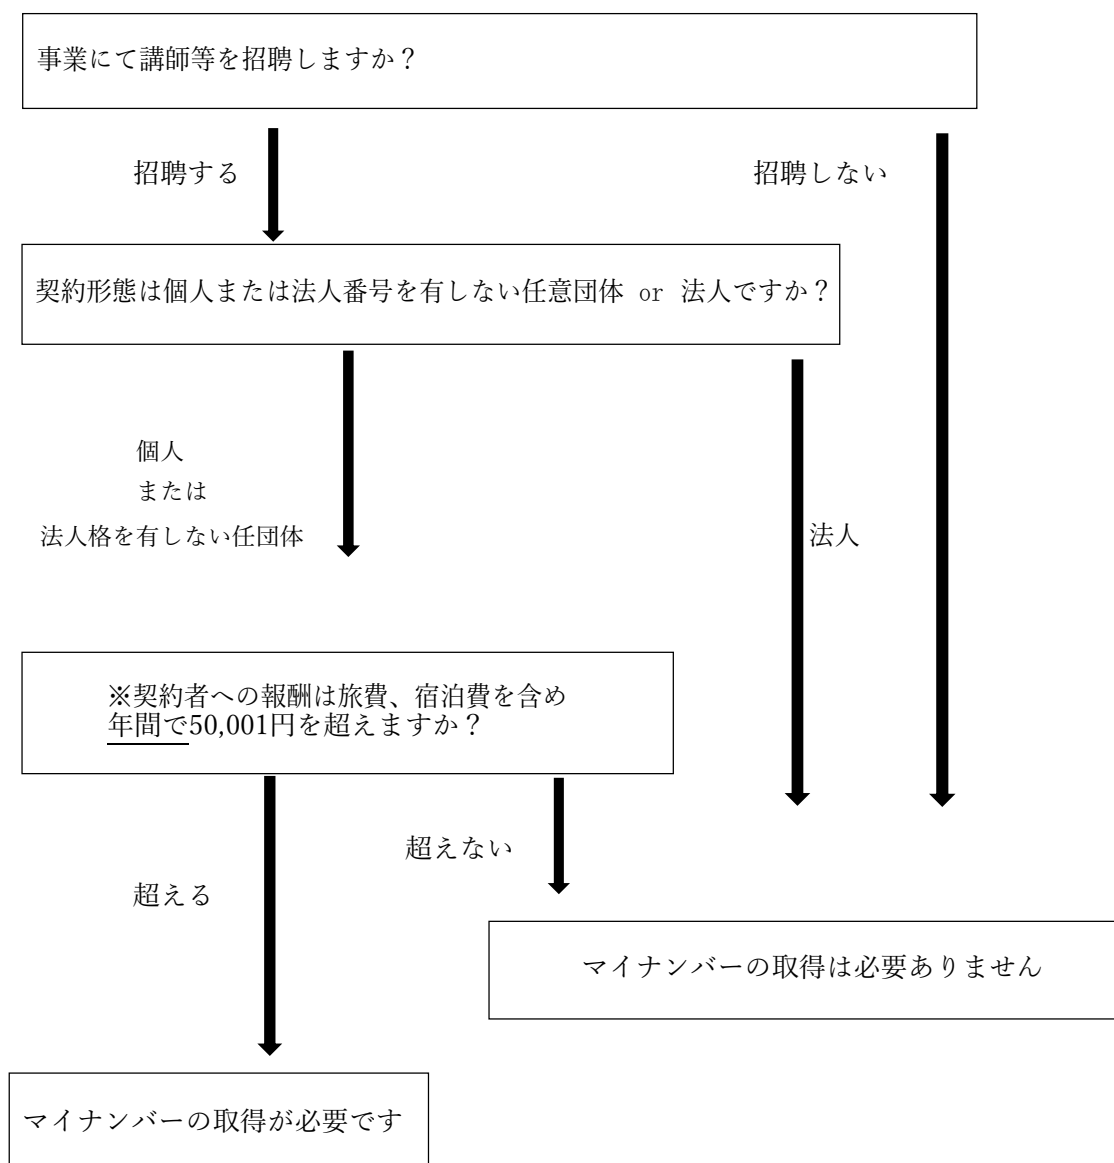 事業にて講師等を招聘しますか？
招聘する
招聘しない
契約形態は個人または法人番号を有しない任意団体 or 法人ですか？
個人
または
法人格を有しない任団体
法人
※契約者への報酬は旅費、宿泊費を含め
年間で50,001円を超えますか？
超えない
超える
マイナンバーの取得は必要ありません
マイナンバーの取得が必要です